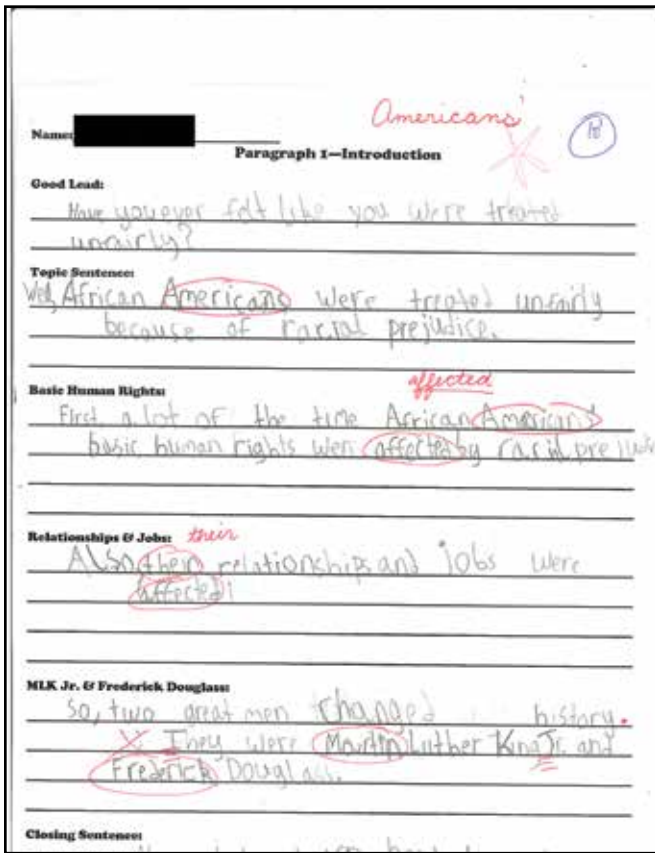 Americans'
Name:
Paragraph 1—Introduction
Good Lead:
Have you ever felt like you were treated
unfairly?
Topic Sentence:
Well, African Americans were treated unfairly
because of racial prejudice.
affected
Basic Human Rights:
First a lot of the time African Americans'
basic human rights wer affected by racial
Relationships & Jobs: their
Also their relationships and jobs were
affected!
MLK Jr. & Frederick Douglass:
So, two great men changed history.
They were Martin Luther King Jr. and
Frederick Douglass.
Closing Sentence: